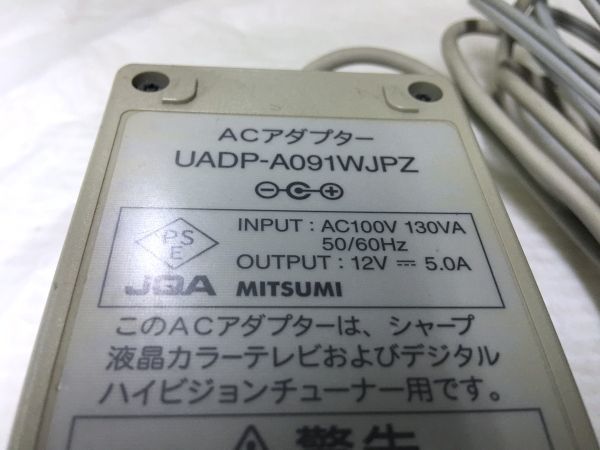 ACアダプター
UADP-A091WJPZ
PS
E
JQA
INPUT : AC100V 130VA
50/60Hz
OUTPUT : 12V ⎓ 5.0A
MITSUMI
このACアダプターは、シャープ
液晶カラーテレビおよびデジタル
ハイビジョンチューナー用です。
警告